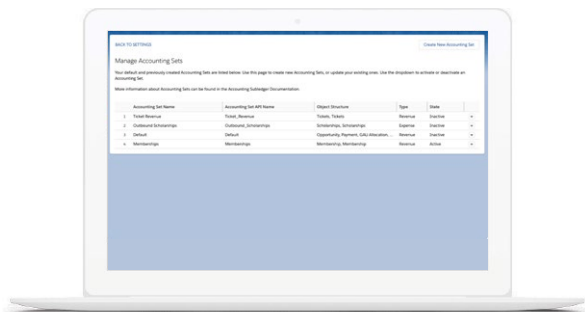 BACK TO SETTINGS
Create New Accounting Set
Manage Accounting Sets
Your default and previously created Accounting Sets are listed below. Use this page to create new Accounting Sets, or update your existing ones. Use the dropdown to activate or deactivate an
Accounting Set.
More information about Accounting Sets can be found in the Accounting Subledger Documentation.
Accounting Set Name Accounting Set API Name Object Structure Type State
1 Ticket Revenue Ticket_Revenue Tickets, Tickets Revenue Inactive
2 Outbound Scholarships Outbound_Scholarships Scholarships, Scholarships Expense Inactive
3 Default Default Opportunity, Payment, GAU Allocation, ... Revenue Inactive
4 Memberships Memberships Membership, Membership Revenue Active